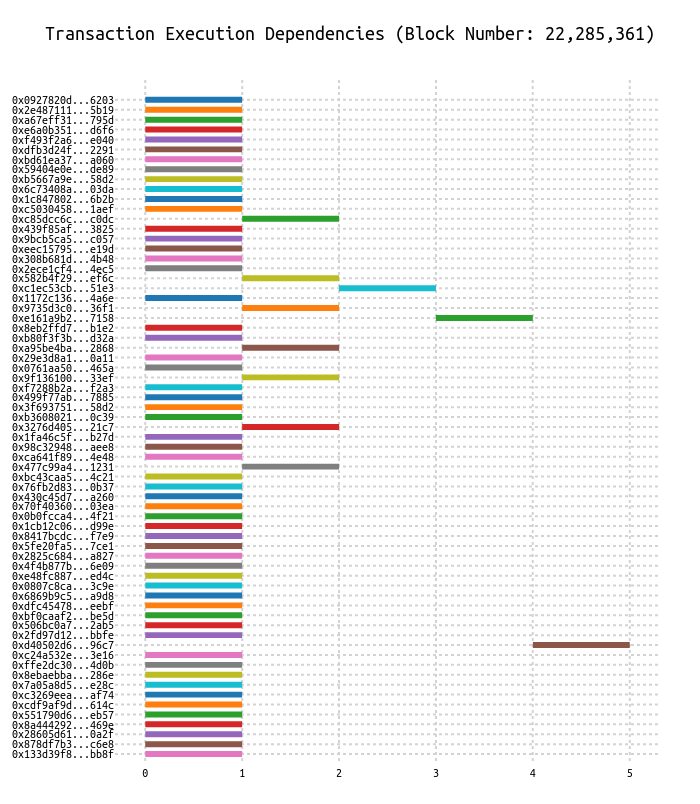 Transaction Execution Dependencies (Block Number: 22,285,361)
0x0927820d...6203
0x2e487111...5b19
0xa67eff31...795d
0xe6a0b351...d6f6
0xf493f2a6...e040
0xdfb3d24f...2291
0xbd61ea37...a060
0x59404e0e...de89
0xb5667a9e...58d2
0x6c73408a...03da
0x1c847802...6b2b
0xc5030458...1aef
0xc85dcc6c...c0dc
0x439f85af...3825
0x9bcb5ca5...c057
0xeec15795...e19d
0x308b681d...4b48
0x2ece1cf4...4ec5
0x582b4f29...ef6c
0xc1ec53cb...51e3
0x1172c136...4a6e
0x9735d3c0...36f1
0xe161a9b2...7158
0x8eb2ffd7...b1e2
0xb80f3f3b...d32a
0xa95be4ba...2868
0x29e3d8a1...0a11
0x0761aa50...465a
0x9f136100...33ef
0xf7288b2a...f2a3
0x499f77ab...7885
0x3f693751...58d2
0xb3608021...0c39
0x3276d405...21c7
0x1fa46c5f...b27d
0x98c32948...aee8
0xca641f89...4e48
0x477c99a4...1231
0xbc43caa5...4c21
0x76fb2d83...0b37
0x430c45d7...a260
0x70f40360...03ea
0x0b0fcca4...4f21
0x1cb12c06...d99e
0x8417bcdc...f7e9
0x5fe20fa5...7ce1
0x2825c684...a827
0x4f4b877b...6e09
0xe48fc887...ed4c
0x0807c8ca...3c9e
0x6869b9c5...a9d8
0xdfc45478...eebf
0xbf0caaf2...be5d
0x506bc0a7...2ab5
0x2fd97d12...bbfe
0xd40502d6...96c7
0xc24a532e...3e16
0xffe2dc30...4d0b
0x8ebaebba...286e
0x7a05a8d5...e28c
0xc3269eea...af74
0xcdf9af9d...614c
0x551790d6...eb57
0x8a444292...469e
0x28605d61...0a2f
0x878df7b3...c6e8
0x133d39f8...bb8f
0 1 2 3 4 5